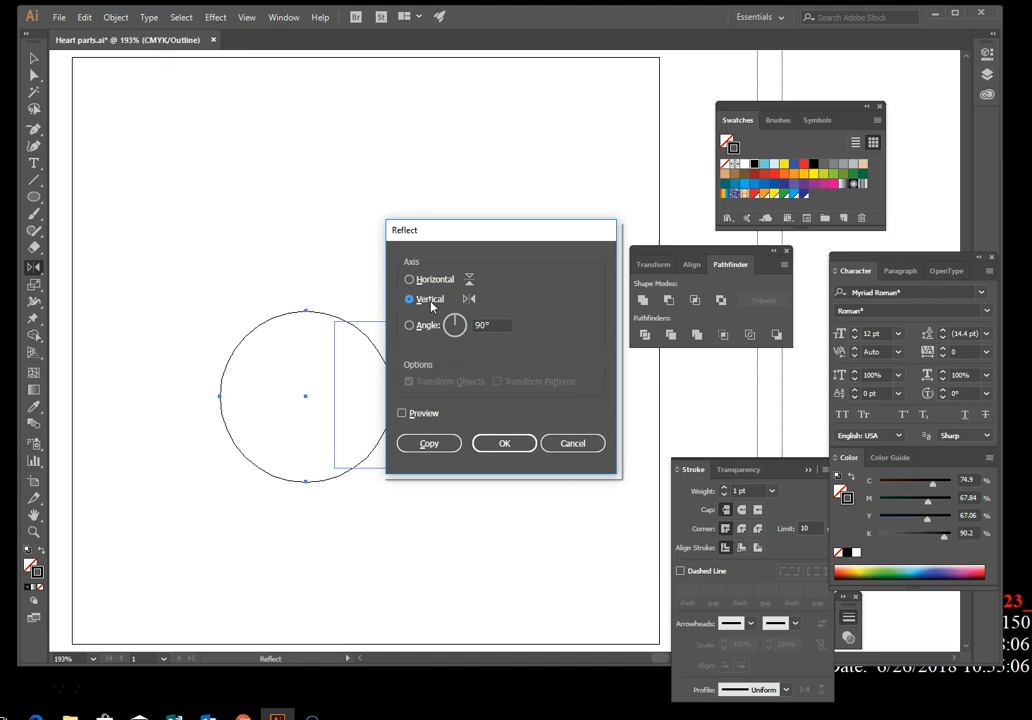 Ai File Edit Object Type Select Effect View Window Help Br St Essentials Search Adobe Stock
Heart parts.ai* @ 193% (CMYK/Outline) ×
Swatches Brushes Symbols
Reflect
Axis
Horizontal
Vertical
Angle: 90°
Options
Transform Objects Transform Patterns
Preview
Copy OK Cancel
Transform Align Pathfinder
Shape Modes:
Expand
Pathfinders:
Character Paragraph OpenType
Myriad Roman*
Roman*
12 pt (14.4 pt)
Auto 0
100% 100%
0 pt 0°
English: USA Sharp
Color Color Guide
C 74.9 %
M 67.84 %
Y 67.06 %
K 90.2 %
Stroke Transparency
Weight: 1 pt
Cap:
Corner: Limit: 10
Align Stroke:
Dashed Line
dash gap dash gap dash gap
Arrowheads:
Scale: 100% 100%
Align:
Profile: Uniform
23_
150
8:06
Date: 6/26/2018 10:35:06
193% 1 Reflect